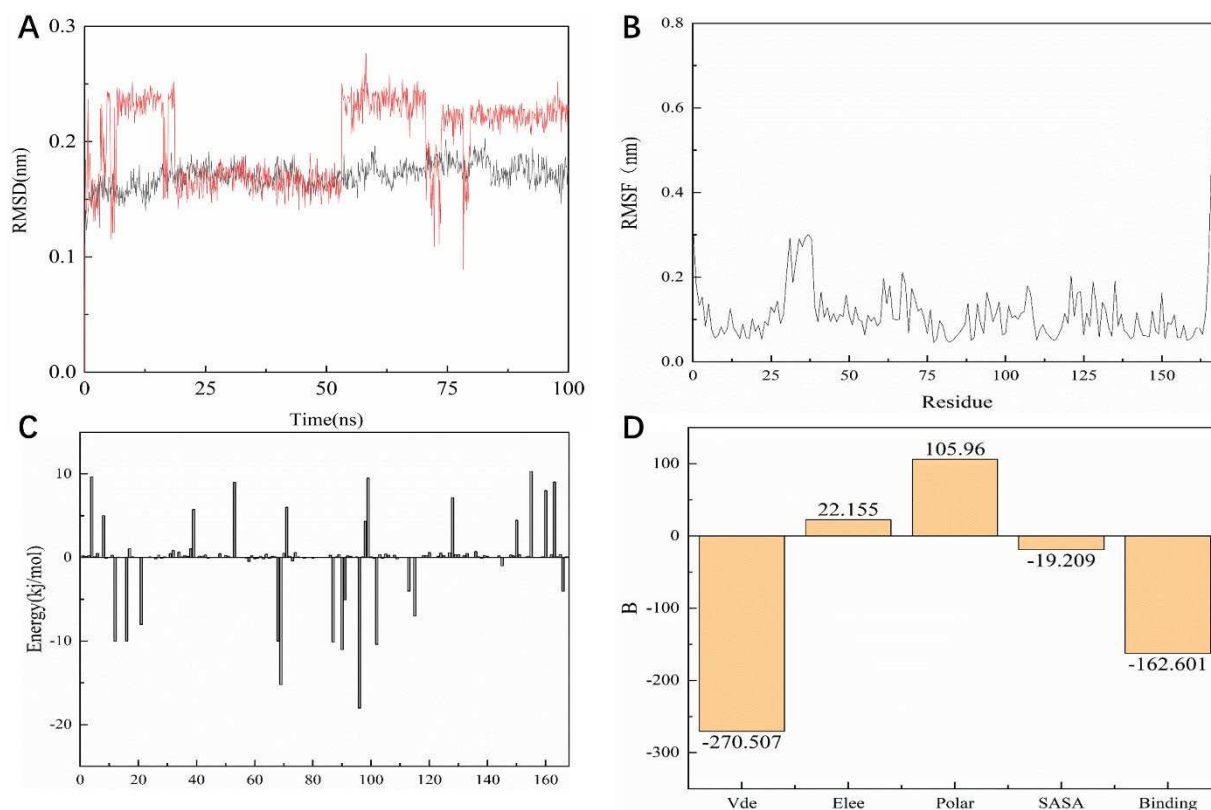 A
0.3
0.2
0.1
0.0
RMSD(nm)
0
25
50
75
100
Time(ns)
B
0.8
0.6
0.4
0.2
0.0
RMSF（nm）
0
25
50
75
100
125
150
Residue
C
10
0
-10
-20
Energy(kj/mol)
0
20
40
60
80
100
120
140
160
D
100
0
-100
-200
-300
B
-270.507
22.155
105.96
-19.209
-162.601
Vde
Elee
Polar
SASA
Binding